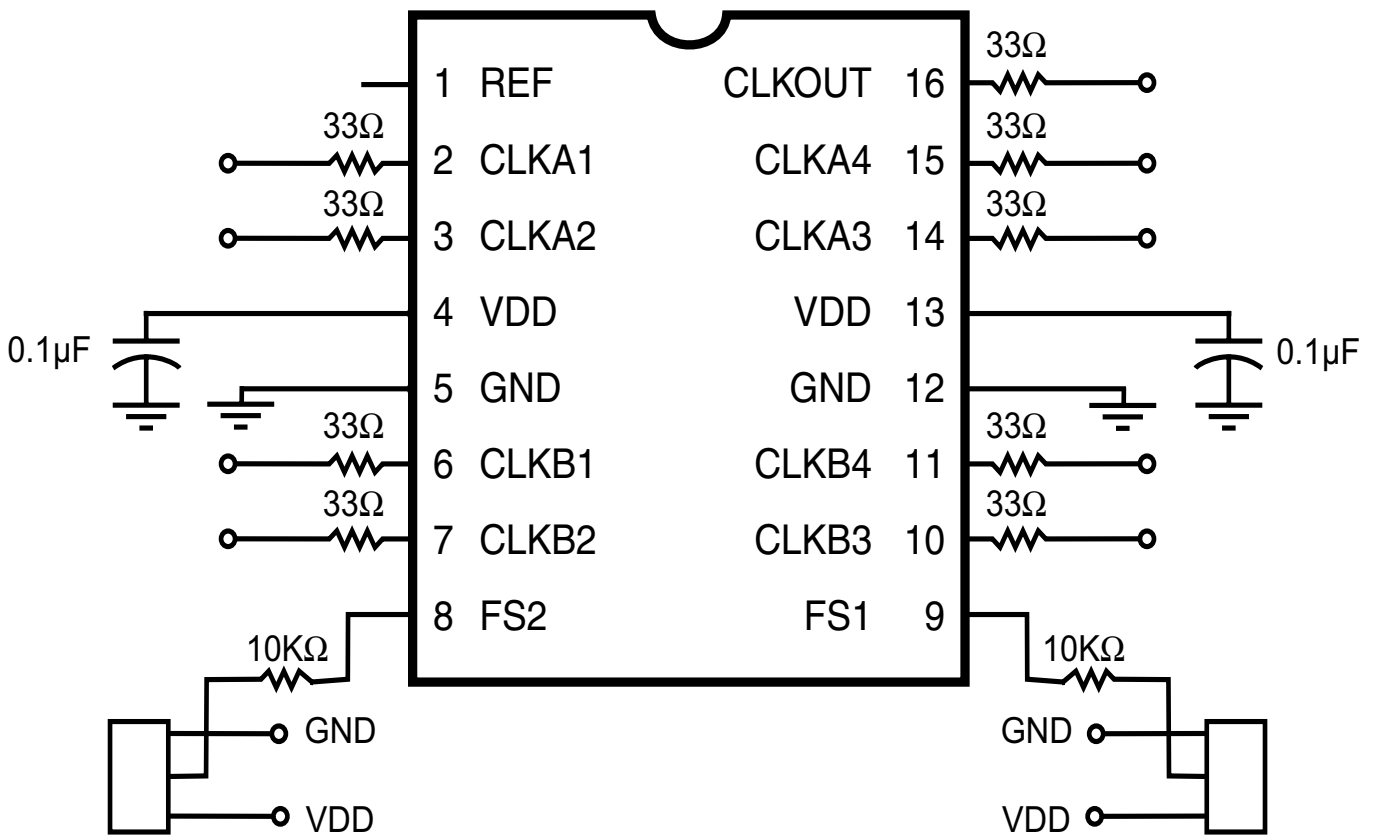 33Ω
1 REF CLKOUT 16
33Ω 33Ω
2 CLKA1 CLKA4 15
33Ω 33Ω
3 CLKA2 CLKA3 14
4 VDD VDD 13
0.1µF 0.1µF
5 GND GND 12
33Ω 33Ω
6 CLKB1 CLKB4 11
33Ω 33Ω
7 CLKB2 CLKB3 10
8 FS2 FS1 9
10KΩ 10KΩ
GND GND
VDD VDD